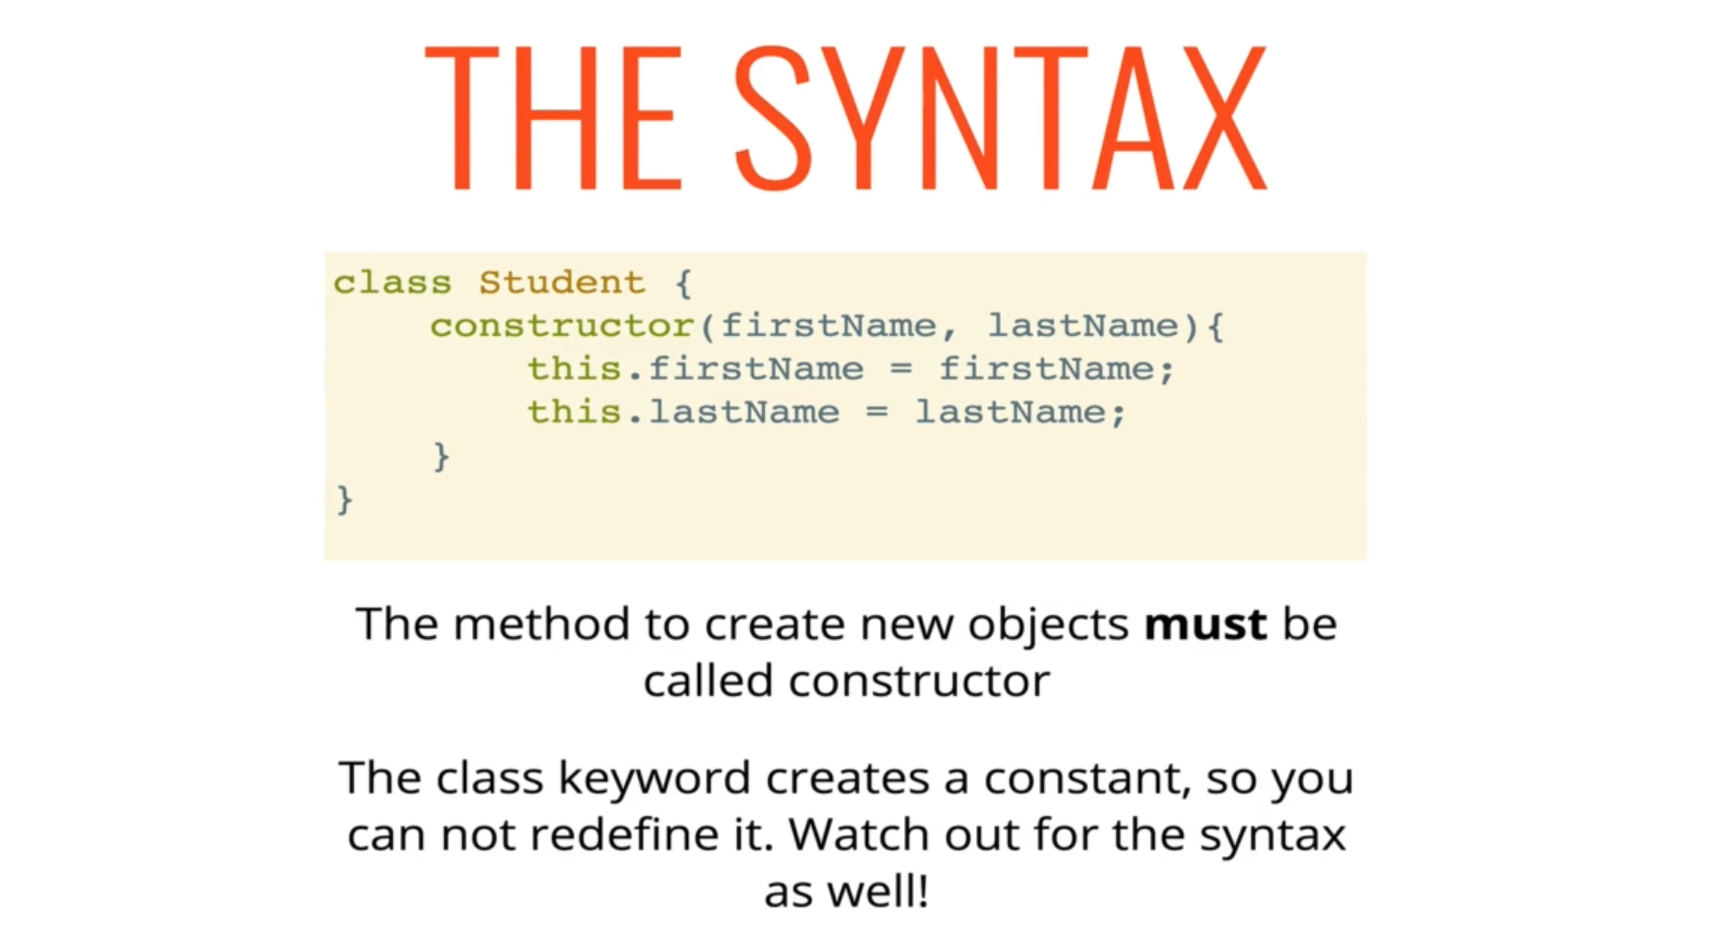 THE SYNTAX
class Student {
    constructor(firstName, lastName){
        this.firstName = firstName;
        this.lastName = lastName;
    }
}
The method to create new objects must be
called constructor
The class keyword creates a constant, so you
can not redefine it. Watch out for the syntax
as well!